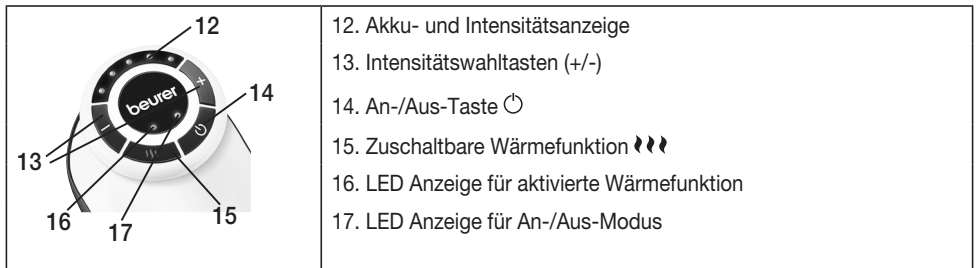 12
14
13
16
17
15
beurer
12. Akku- und Intensitätsanzeige
13. Intensitätswahltasten (+/-)
14. An-/Aus-Taste
15. Zuschaltbare Wärmefunktion
16. LED Anzeige für aktivierte Wärmefunktion
17. LED Anzeige für An-/Aus-Modus